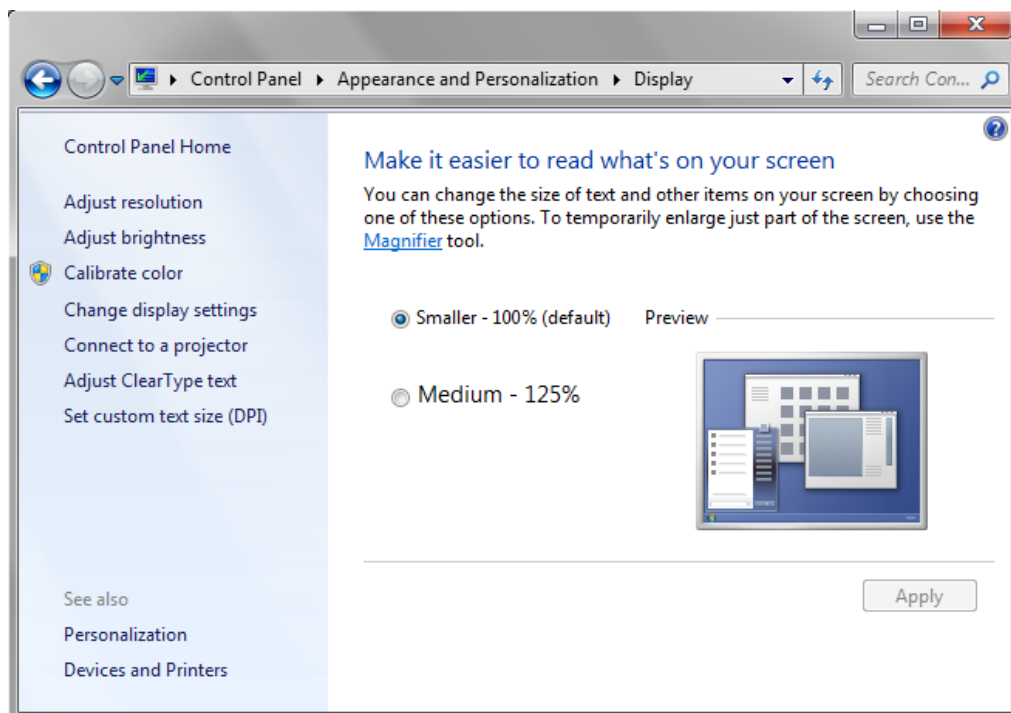 Control Panel ▸ Appearance and Personalization ▸ Display
Search Con...
Control Panel Home
Adjust resolution
Adjust brightness
Calibrate color
Change display settings
Connect to a projector
Adjust ClearType text
Set custom text size (DPI)
See also
Personalization
Devices and Printers
Make it easier to read what's on your screen
You can change the size of text and other items on your screen by choosing
one of these options. To temporarily enlarge just part of the screen, use the
Magnifier tool.
Smaller - 100% (default)
Preview
Medium - 125%
Apply